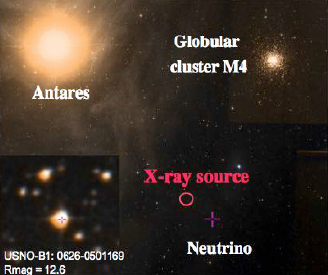 Globular
cluster M4
Antares
X-ray source
Neutrino
USNO-B1: 0626-0501169
Rmag = 12.6